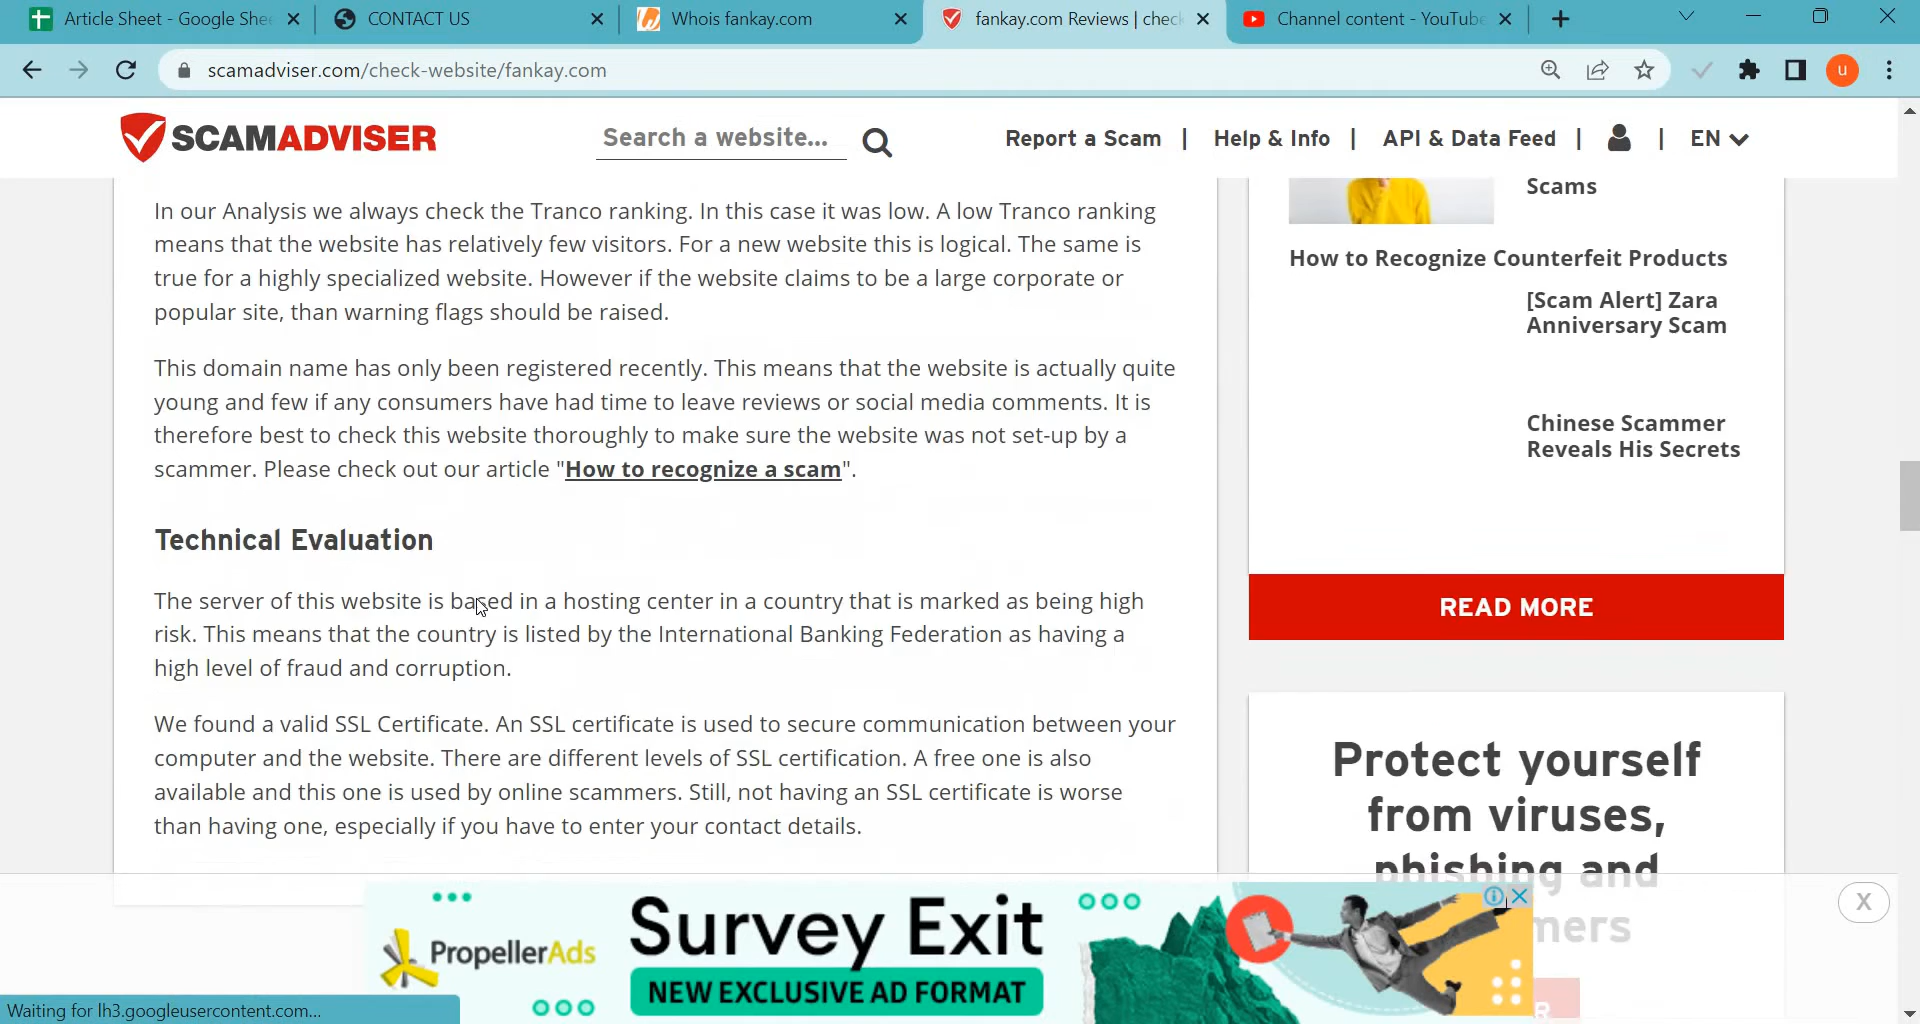 Article Sheet - Google She
CONTACT US
Whois fankay.com
fankay.com Reviews | chec
Channel content - YouTube
scamadviser.com/check-website/fankay.com
u
SCAMADVISER
Search a website...
Report a Scam | Help & Info | API & Data Feed | | EN
In our Analysis we always check the Tranco ranking. In this case it was low. A low Tranco ranking
means that the website has relatively few visitors. For a new website this is logical. The same is
true for a highly specialized website. However if the website claims to be a large corporate or
popular site, than warning flags should be raised.
This domain name has only been registered recently. This means that the website is actually quite
young and few if any consumers have had time to leave reviews or social media comments. It is
therefore best to check this website thoroughly to make sure the website was not set-up by a
scammer. Please check out our article "How to recognize a scam".
Technical Evaluation
The server of this website is based in a hosting center in a country that is marked as being high
risk. This means that the country is listed by the International Banking Federation as having a
high level of fraud and corruption.
We found a valid SSL Certificate. An SSL certificate is used to secure communication between your
computer and the website. There are different levels of SSL certification. A free one is also
available and this one is used by online scammers. Still, not having an SSL certificate is worse
than having one, especially if you have to enter your contact details.
Scams
How to Recognize Counterfeit Products
[Scam Alert] Zara
Anniversary Scam
Chinese Scammer
Reveals His Secrets
READ MORE
Protect yourself
from viruses,
phishing and
mers
R
X
PropellerAds
Survey Exit
NEW EXCLUSIVE AD FORMAT
Waiting for lh3.googleusercontent.com...